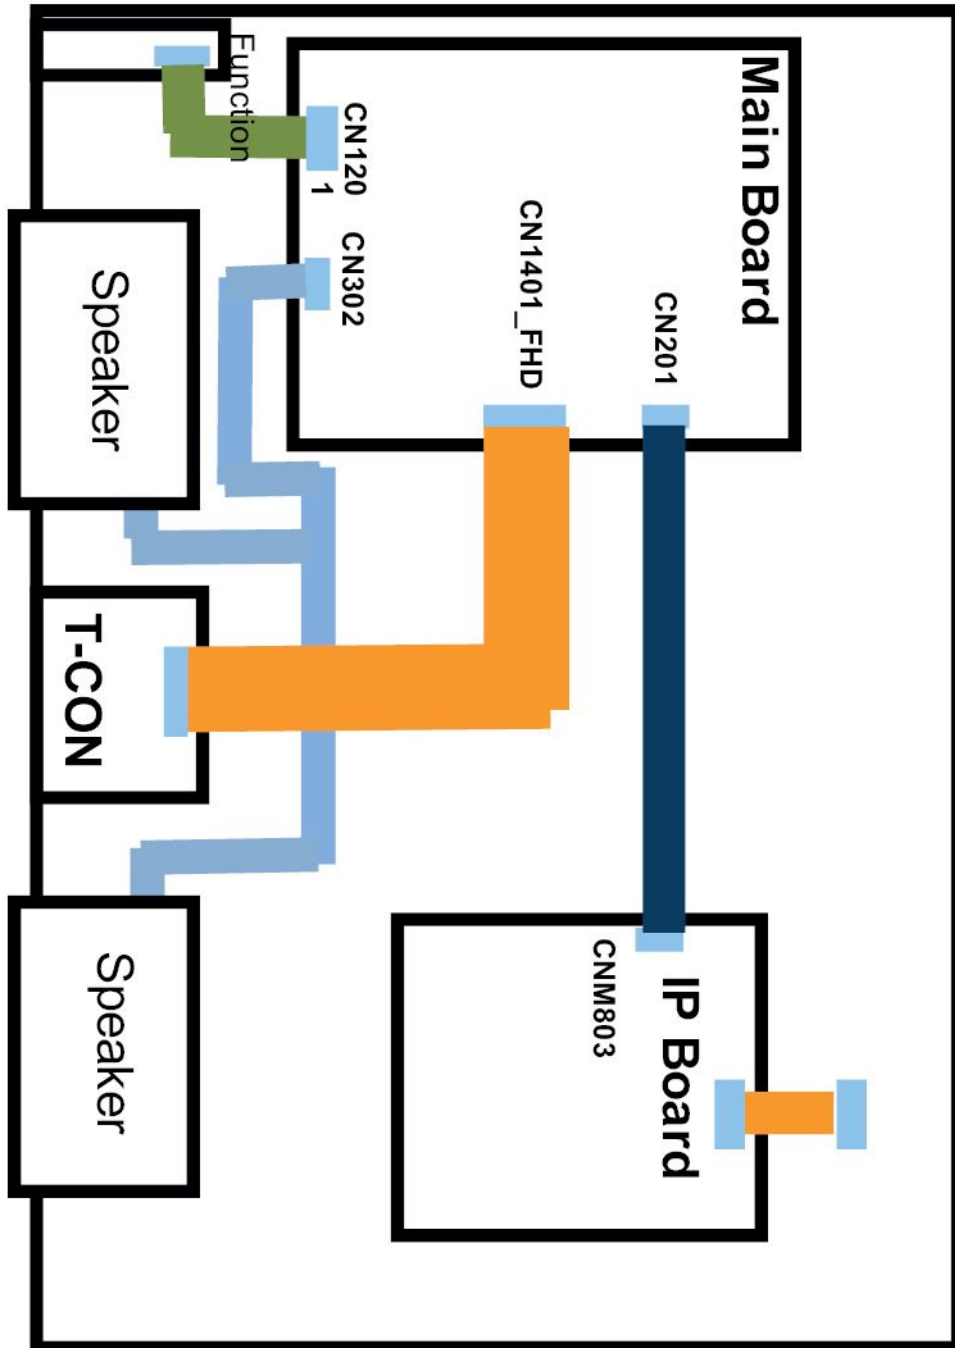 Main Board
CN201
IP Board
CNM803
CN1401_FHD
CN120
1
CN302
Function
Speaker
T-CON
Speaker